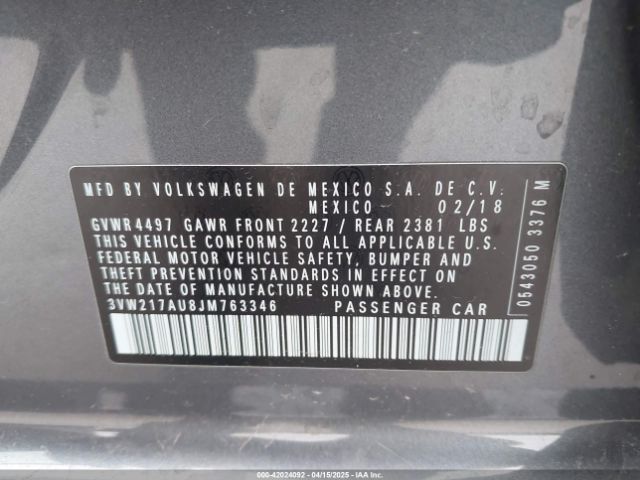 MFD BY VOLKSWAGEN DE MEXICO S.A. DE C.V.
MEXICO 02/18
GVWR 4497 GAWR FRONT 2227 / REAR 2381 LBS
THIS VEHICLE CONFORMS TO ALL APPLICABLE U.S.
FEDERAL MOTOR VEHICLE SAFETY, BUMPER AND
THEFT PREVENTION STANDARDS IN EFFECT ON
THE DATE OF MANUFACTURE SHOWN ABOVE.
3VW217AU8JM763346 PASSENGER CAR
0543050 3376 M
000-42024092 04/15/2025 IAA Inc.